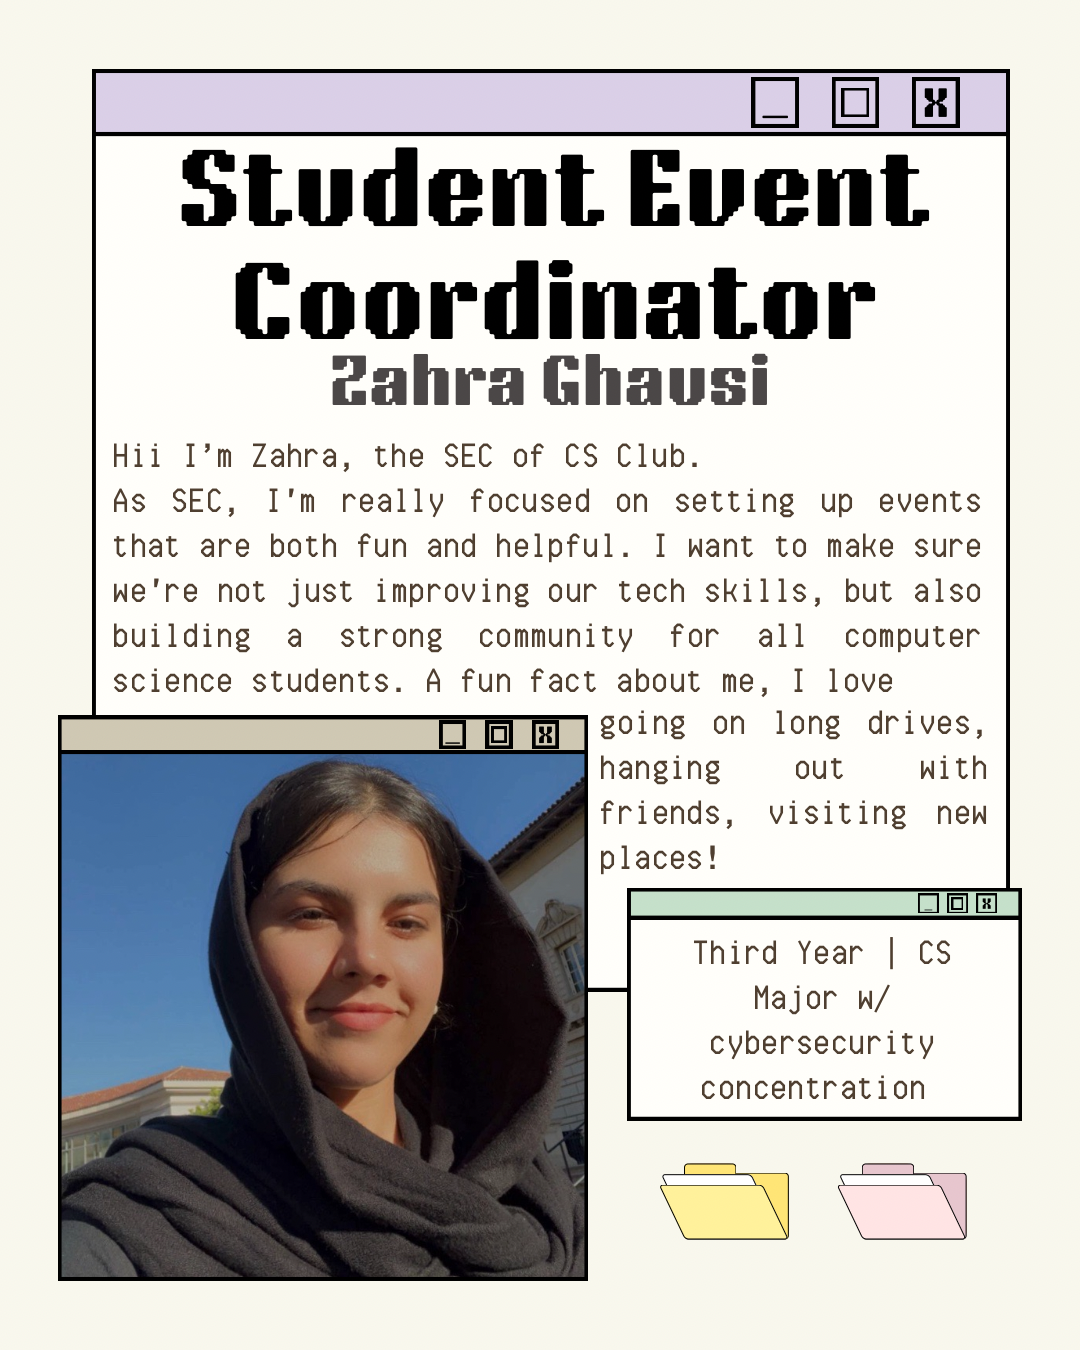 Student Event
Coordinator
Zahra Ghausi
Hii I’m Zahra, the SEC of CS Club.
As SEC, I'm really focused on setting up events
that are both fun and helpful. I want to make sure
we're not just improving our tech skills, but also
building a strong community for all computer
science students. A fun fact about me, I love
going on long drives,
hanging out with
friends, visiting new
places!
Third Year | CS
Major w/
cybersecurity
concentration